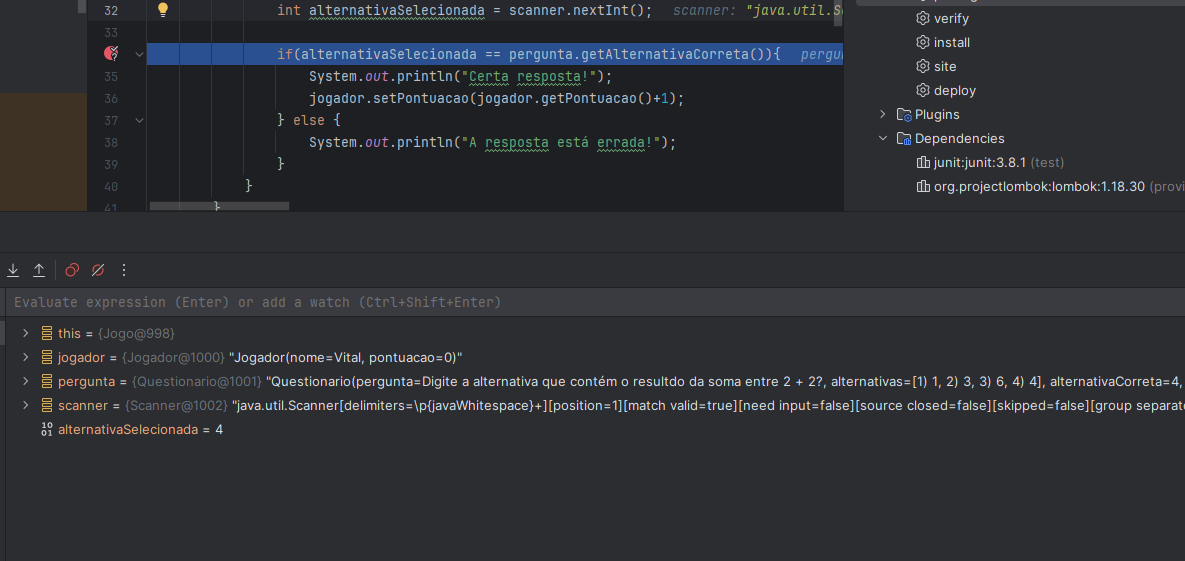 32 int alternativaSelecionada = scanner.nextInt(); scanner: "java.util.S
33
if(alternativaSelecionada == pergunta.getAlternativaCorreta()){ pergu
35 System.out.println("Certa resposta!");
36 jogador.setPontuacao(jogador.getPontuacao()+1);
37 } else {
38 System.out.println("A resposta está errada!");
39 }
40 }
41 }
verify
install
site
deploy
Plugins
Dependencies
junit:junit:3.8.1 (test)
org.projectlombok:lombok:1.18.30 (provi
Evaluate expression (Enter) or add a watch (Ctrl+Shift+Enter)
this = {Jogo@998}
jogador = {Jogador@1000} "Jogador(nome=Vital, pontuacao=0)"
pergunta = {Questionario@1001} "Questionario(pergunta=Digite a alternativa que contém o resultdo da soma entre 2 + 2?, alternativas=[1) 1, 2) 3, 3) 6, 4) 4], alternativaCorreta=4,
scanner = {Scanner@1002} "java.util.Scanner[delimiters=\p{javaWhitespace}+][position=1][match valid=true][need input=false][source closed=false][skipped=false][group separate
alternativaSelecionada = 4